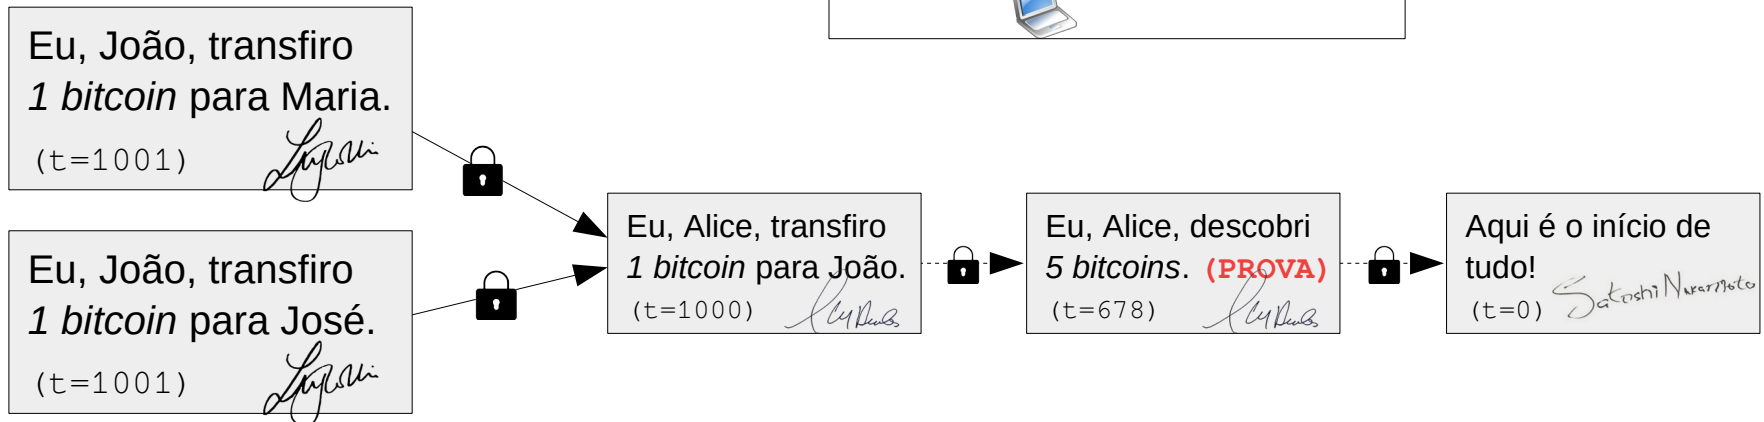 Eu, João, transfiro
1 bitcoin para Maria.
(t=1001)
Eu, João, transfiro
1 bitcoin para José.
(t=1001)
Eu, Alice, transfiro
1 bitcoin para João.
(t=1000)
Eu, Alice, descobri
5 bitcoins. (PROVA)
(t=678)
Aqui é o início de
tudo!
(t=0) Satoshi Nakamoto